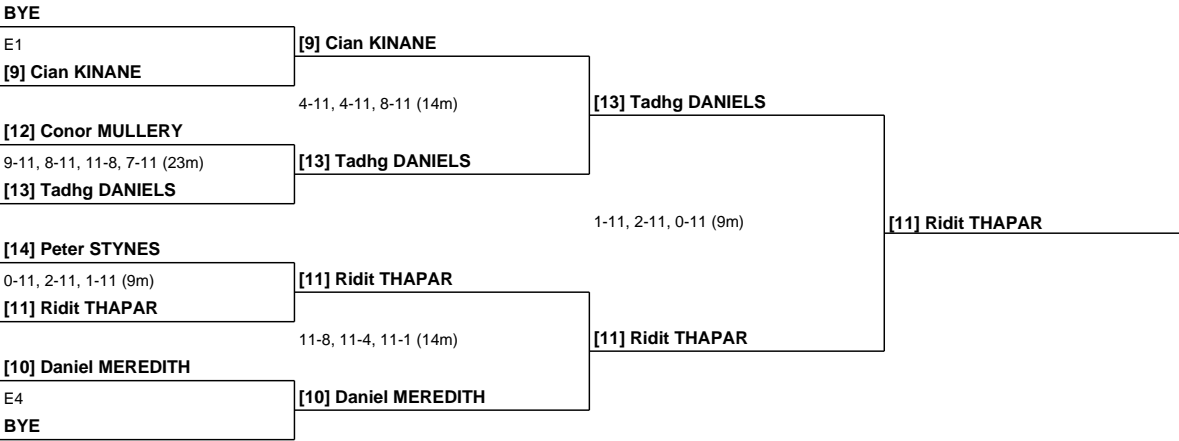 BYE
E1
[9] Cian KINANE
[9] Cian KINANE
4-11, 4-11, 8-11 (14m)
[13] Tadhg DANIELS
[12] Conor MULLERY
9-11, 8-11, 11-8, 7-11 (23m)
[13] Tadhg DANIELS
[13] Tadhg DANIELS
1-11, 2-11, 0-11 (9m)
[11] Ridit THAPAR
[14] Peter STYNES
0-11, 2-11, 1-11 (9m)
[11] Ridit THAPAR
[11] Ridit THAPAR
11-8, 11-4, 11-1 (14m)
[11] Ridit THAPAR
[10] Daniel MEREDITH
E4
[10] Daniel MEREDITH
BYE